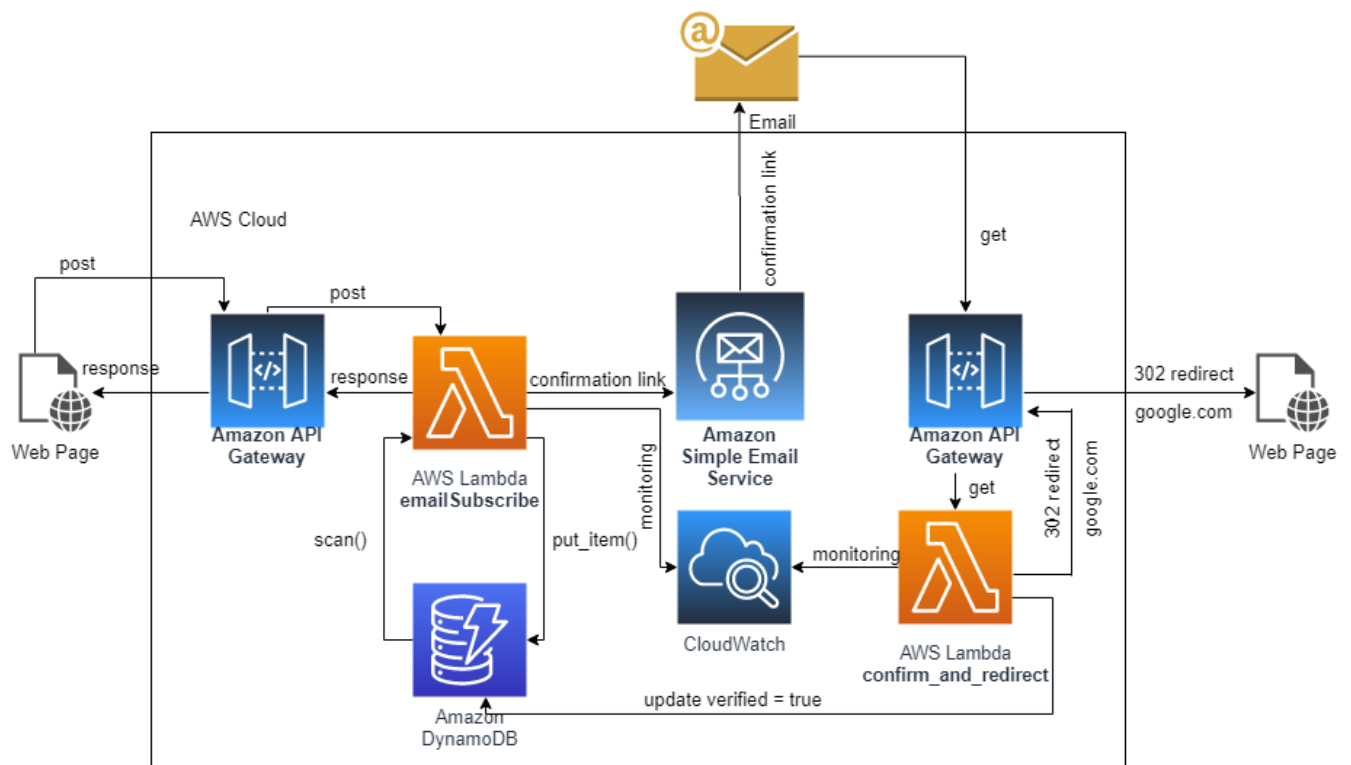 Email
AWS Cloud
confirmation link
get
post
post
response
response
confirmation link
302 redirect
google.com
Web Page
Amazon API
Gateway
AWS Lambda
emailSubscribe
Amazon
Simple Email
Service
Amazon API
Gateway
Web Page
get
monitoring
302 redirect
google.com
scan()
put_item()
monitoring
CloudWatch
AWS Lambda
confirm_and_redirect
update verified = true
Amazon
DynamoDB